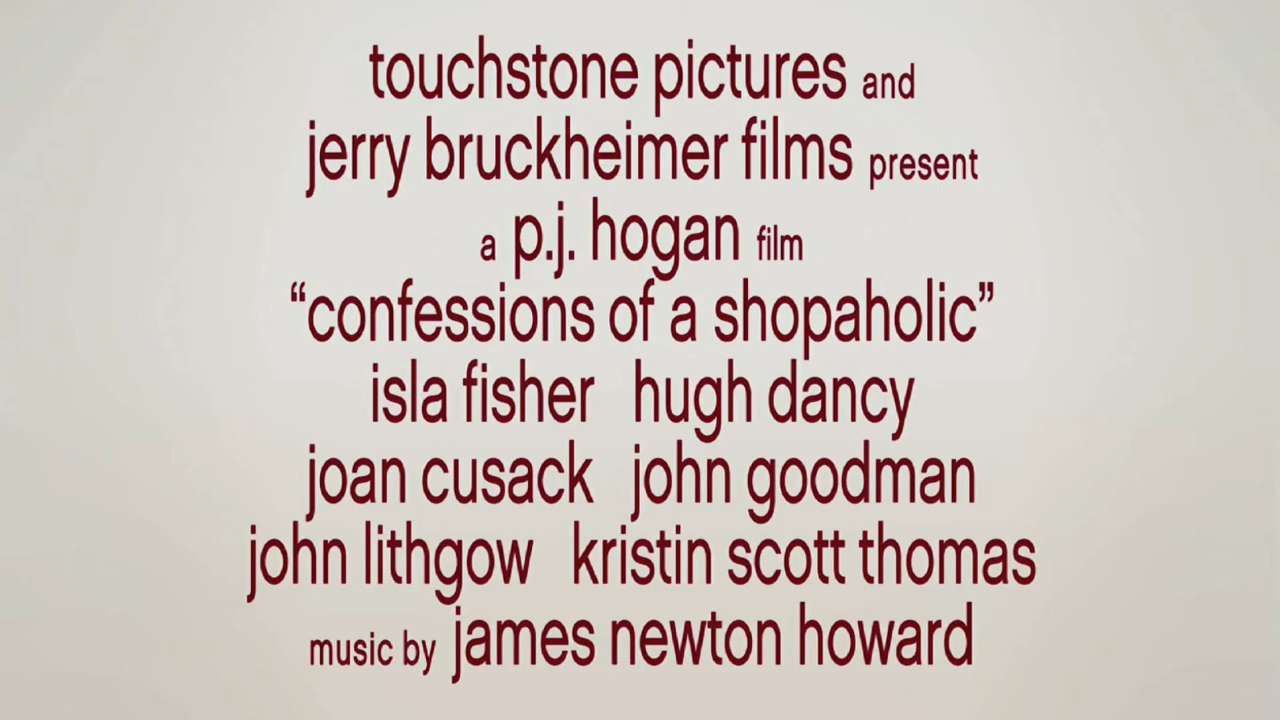 touchstone pictures and
jerry bruckheimer films present
a p.j. hogan film
“confessions of a shopaholic”
isla fisher hugh dancy
joan cusack john goodman
john lithgow kristin scott thomas
music by james newton howard